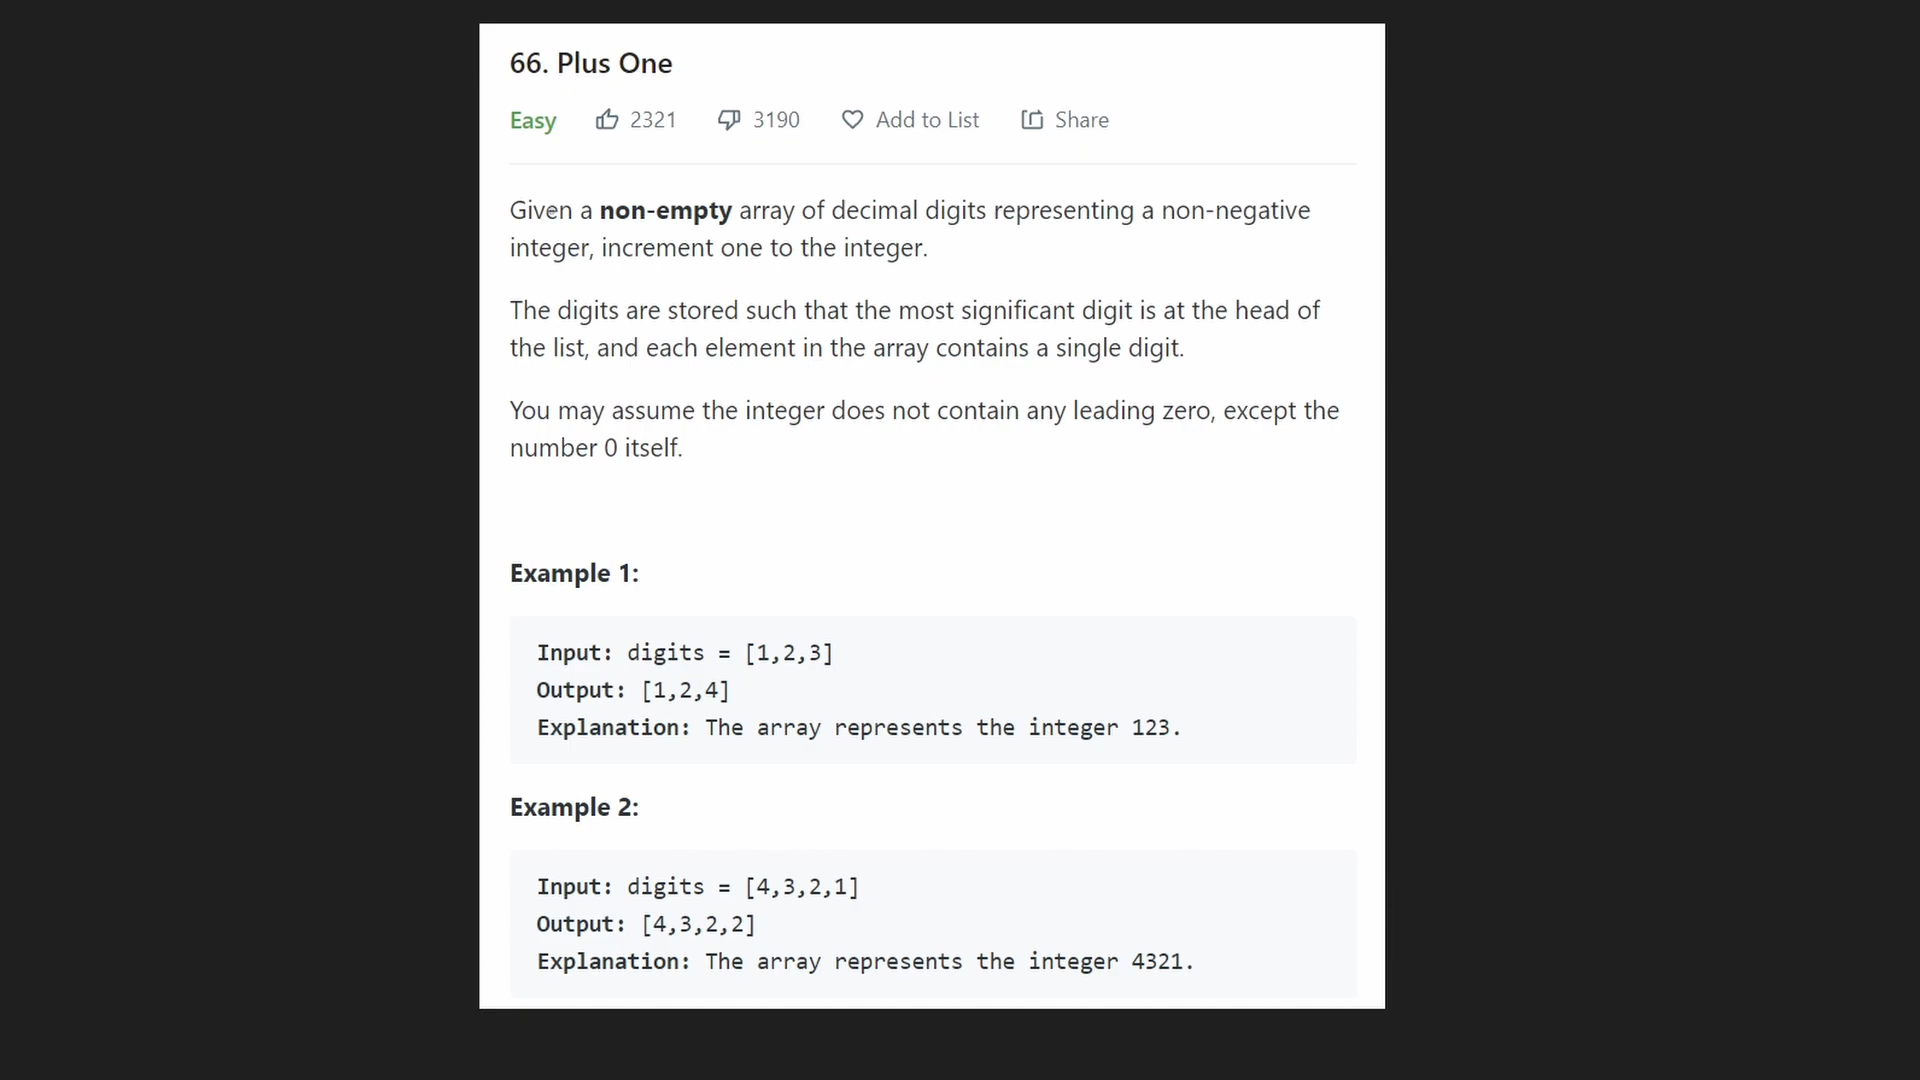 66. Plus One
Easy 2321 3190 Add to List Share
Given a non-empty array of decimal digits representing a non-negative
integer, increment one to the integer.
The digits are stored such that the most significant digit is at the head of
the list, and each element in the array contains a single digit.
You may assume the integer does not contain any leading zero, except the
number 0 itself.
Example 1:
Input: digits = [1,2,3]
Output: [1,2,4]
Explanation: The array represents the integer 123.
Example 2:
Input: digits = [4,3,2,1]
Output: [4,3,2,2]
Explanation: The array represents the integer 4321.